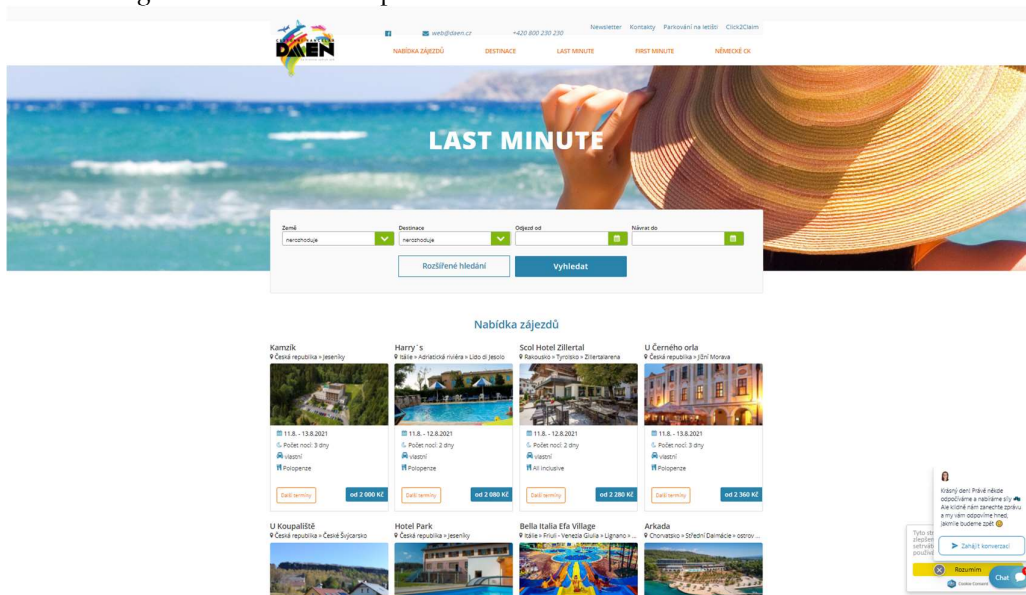 Newsletter Kontakty Parkování na letišti Click2Claim
DAEN
web@daen.cz +420 800 230 230
NABÍDKA ZÁJEZDŮ DESTINACE LAST MINUTE FIRST MINUTE NĚMECKÉ CK
LAST MINUTE
Země Destinace Odjezd od Návrat do
nerozhoduje nerozhoduje
Rozšířené hledání Vyhledat
Nabídka zájezdů
Kamzík
Česká republika » Jeseníky
11.8. - 13.8.2021
Počet nocí: 3 dny
vlastní
Polopenze
Další termíny od 2 000 Kč
Harry´s
Itálie » Adriatická riviéra » Lido di Jesolo
11.8. - 12.8.2021
Počet nocí: 2 dny
vlastní
Polopenze
Další termíny od 2 080 Kč
Scol Hotel Zillertal
Rakousko » Tyrolsko » Zillertalarena
11.8. - 12.8.2021
Počet nocí: 2 dny
vlastní
All inclusive
Další termíny od 2 280 Kč
U Černého orla
Česká republika » Jižní Morava
11.8. - 13.8.2021
Počet nocí: 3 dny
vlastní
Polopenze
Další termíny od 2 360 Kč
U Koupaliště
Česká republika » České Švýcarsko
Hotel Park
Česká republika » Jeseníky
Bella Italia Efa Village
Itálie » Friuli - Venezia Giulia » Lignano » ...
Arkada
Chorvatsko » Střední Dalmácie » ostrov ...
Krásný den! Právě někde
odpočíváme a nabíráme síly
Ale klidně nám zanechte zprávu
a my vám odpovíme hned,
jakmile budeme zpět
Zahájit konverzaci
Rozumím
Cookie Consent
Chat